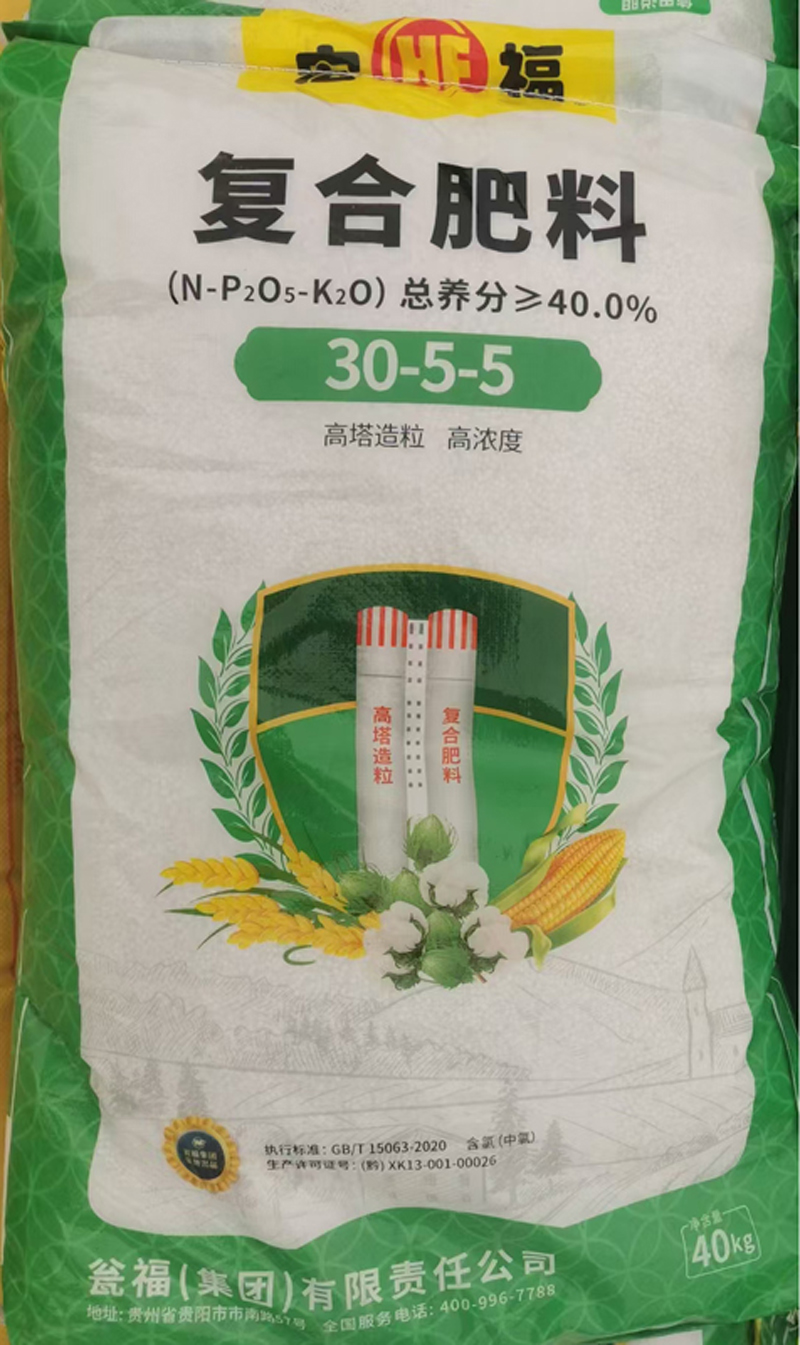 宏 HF 福
复合肥料
(N-P₂O₅-K₂O) 总养分≥40.0%
30-5-5
高塔造粒 高浓度
高塔造粒
复合肥料
执行标准：GB/T 15063-2020 含氯(中氯)
生产许可证号：(黔) XK13-001-00026
净含量
40kg
瓮福(集团)有限责任公司
地址：贵州省贵阳市市南路57号 全国服务电话：400-996-7788